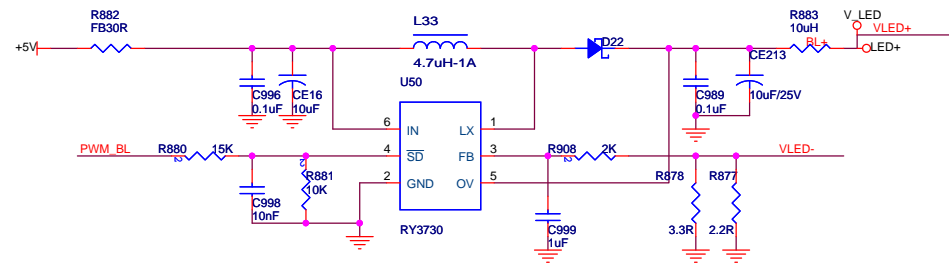 R882
FB30R
L33
R883
10uH
V_LED
VLED+
+5V
D22
BL+
LED+
4.7uH-1A
CE213
U50
C996
0.1uF
CE16
10uF
C989
0.1uF
10uF/25V
6
IN
LX
1
PWM_BL
R880
2
15K
4
SD
FB
3
R908
2
2K
VLED-
2
R881
10K
2
GND
OV
5
R878
R877
C998
10nF
RY3730
C999
1uF
3.3R
2.2R